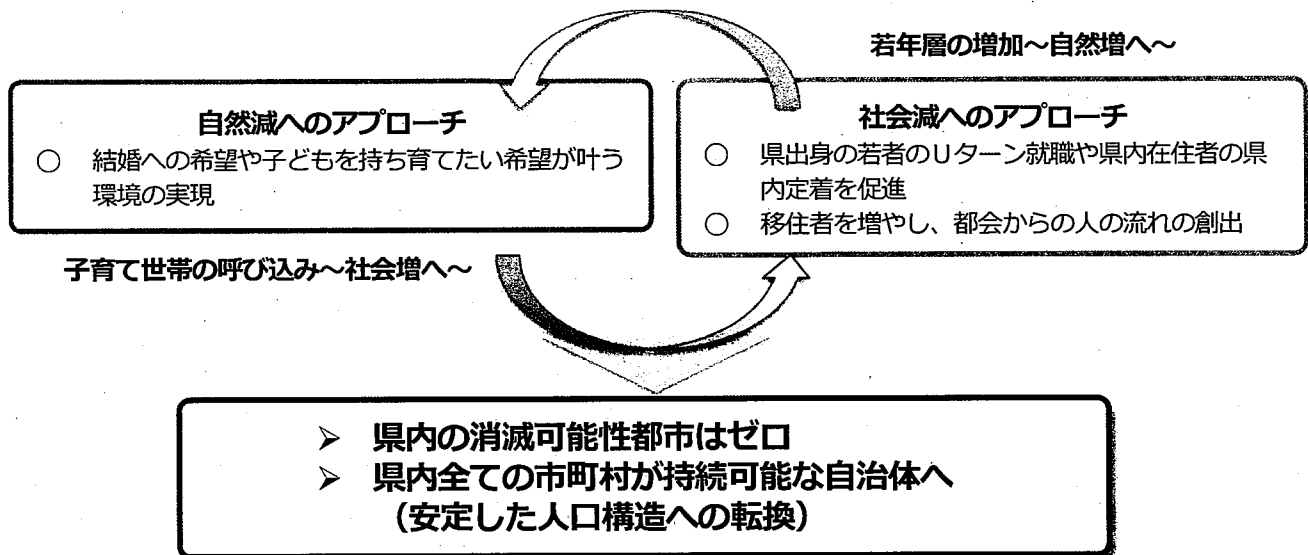 若年層の増加～自然増へ～
自然減へのアプローチ
○ 結婚への希望や子どもを持ち育てたい希望が叶う
環境の実現
社会減へのアプローチ
○ 県出身の若者のUターン就職や県内在住者の県
内定着を促進
○ 移住者を増やし、都会からの人の流れの創出
子育て世帯の呼び込み～社会増へ～
➢ 県内の消滅可能性都市はゼロ
➢ 県内全ての市町村が持続可能な自治体へ
（安定した人口構造への転換）